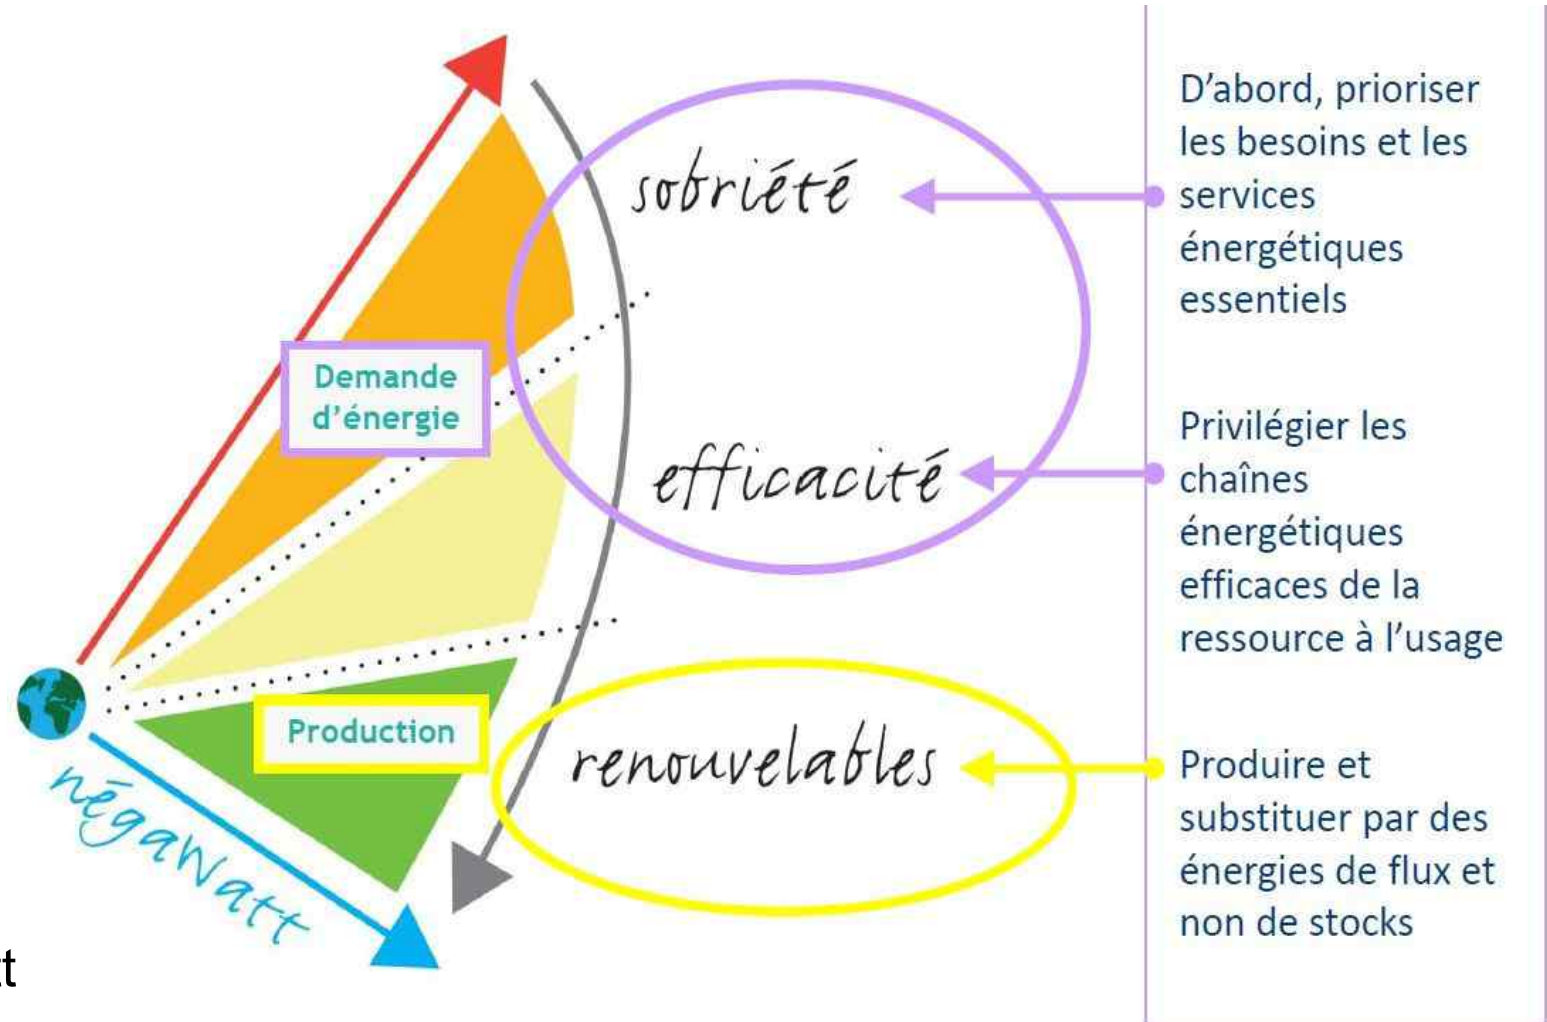 sobriété
D'abord, prioriser
les besoins et les
services
énergétiques
essentiels
Demande
d'énergie
efficacité
Privilégier les
chaînes
énergétiques
efficaces de la
ressource à l'usage
Production
renouvelables
Produire et
substituer par des
énergies de flux et
non de stocks
négaWatt